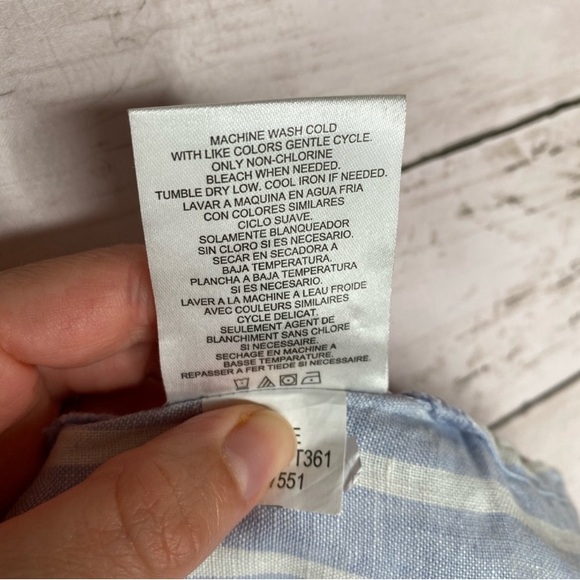 MACHINE WASH COLD
WITH LIKE COLORS GENTLE CYCLE.
ONLY NON-CHLORINE
BLEACH WHEN NEEDED.
TUMBLE DRY LOW. COOL IRON IF NEEDED.
LAVAR A MAQUINA EN AGUA FRIA
CON COLORES SIMILARES
CICLO SUAVE.
SOLAMENTE BLANQUEADOR
SIN CLORO SI ES NECESARIO.
SECAR EN SECADORA A
BAJA TEMPERATURA.
PLANCHA A BAJA TEMPERATURA
SI ES NECESARIO.
LAVER A LA MACHINE A LEAU FROIDE
AVEC COULEURS SIMILAIRES
CYCLE DELICAT.
SEULEMENT AGENT DE
BLANCHIMENT SANS CHLORE
SI NECESSAIRE.
SECHAGE EN MACHINE A
BASSE TEMPARATURE.
REPASSER A FER TIEDE SI NECESSAIRE.
E
T361
7551